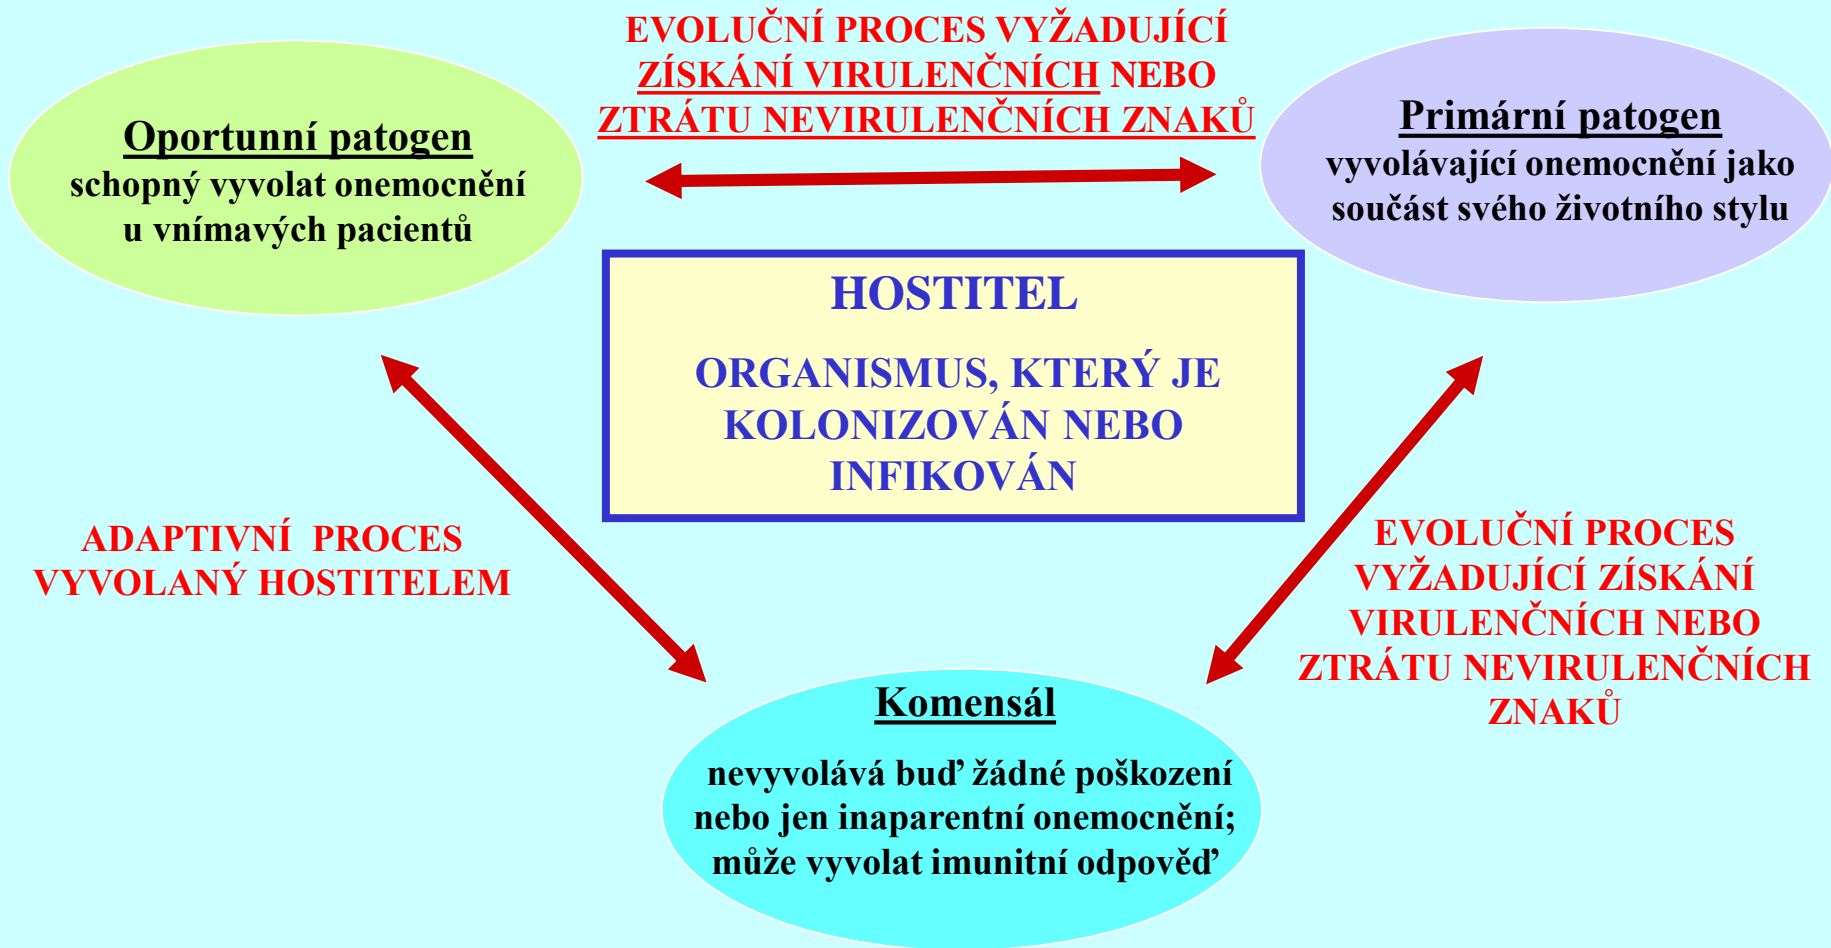 EVOLUČNÍ PROCES VYŽADUJÍCÍ
ZÍSKÁNÍ VIRULENČNÍCH NEBO
ZTRÁTU NEVIRULENČNÍCH ZNAKŮ
Oportunní patogen
schopný vyvolat onemocnění
u vnímavých pacientů
Primární patogen
vyvolávající onemocnění jako
součást svého životního stylu
HOSTITEL
ORGANISMUS, KTERÝ JE
KOLONIZOVÁN NEBO
INFIKOVÁN
ADAPTIVNÍ PROCES
VYVOLANÝ HOSTITELEM
EVOLUČNÍ PROCES
VYŽADUJÍCÍ ZÍSKÁNÍ
VIRULENČNÍCH NEBO
ZTRÁTU NEVIRULENČNÍCH
ZNAKŮ
Komensál
nevyvolává buď žádné poškození
nebo jen inaparentní onemocnění;
může vyvolat imunitní odpověď